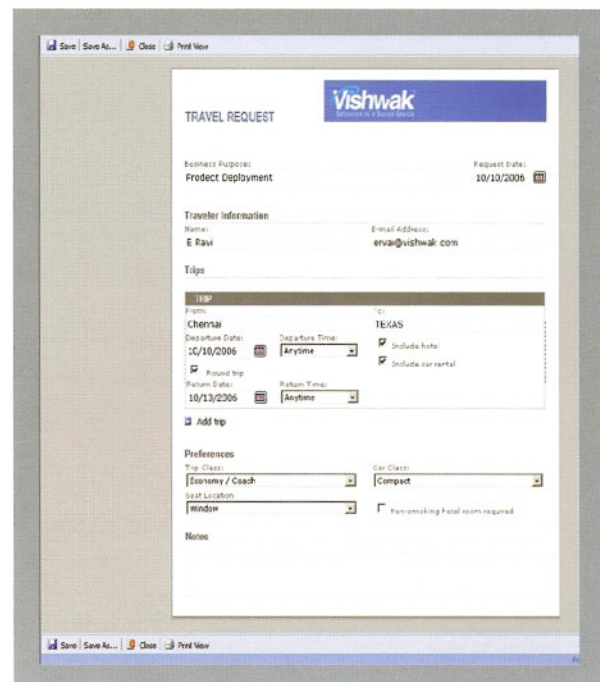 Save Save As... Close Print View
Vishwak
TRAVEL REQUEST
Business Purpose: Request Date:
Prodect Deployment 10/10/2006
Traveler Information
Name: E-mail Address:
E Ravi ervai@vishwak.com
Trips
TRIP
From: To:
Chennai TEXAS
Departure Date: Departure Time:
10/10/2006 Anytime Include hotel
Round trip Include car rental
Return Date: Return Time:
10/13/2006 Anytime
Add trip
Preferences
Trip Class: Car Class:
Economy / Coach Compact
Seat Location
Window Non-smoking hotel room required
Notes
Save Save As... Close Print View